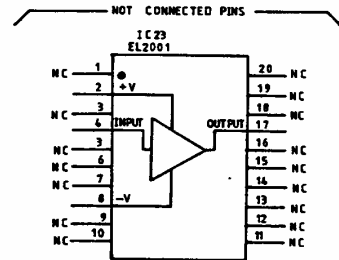 NOT CONNECTED PINS
IC23
EL2001
NC 1
2 +V
NC 3
4 INPUT
NC 3
NC 6
NC 7
8 -V
NC 9
NC 10
20 NC
19 NC
18 NC
OUTPUT 17
16 NC
15 NC
14 NC
13 NC
12 NC
11 NC